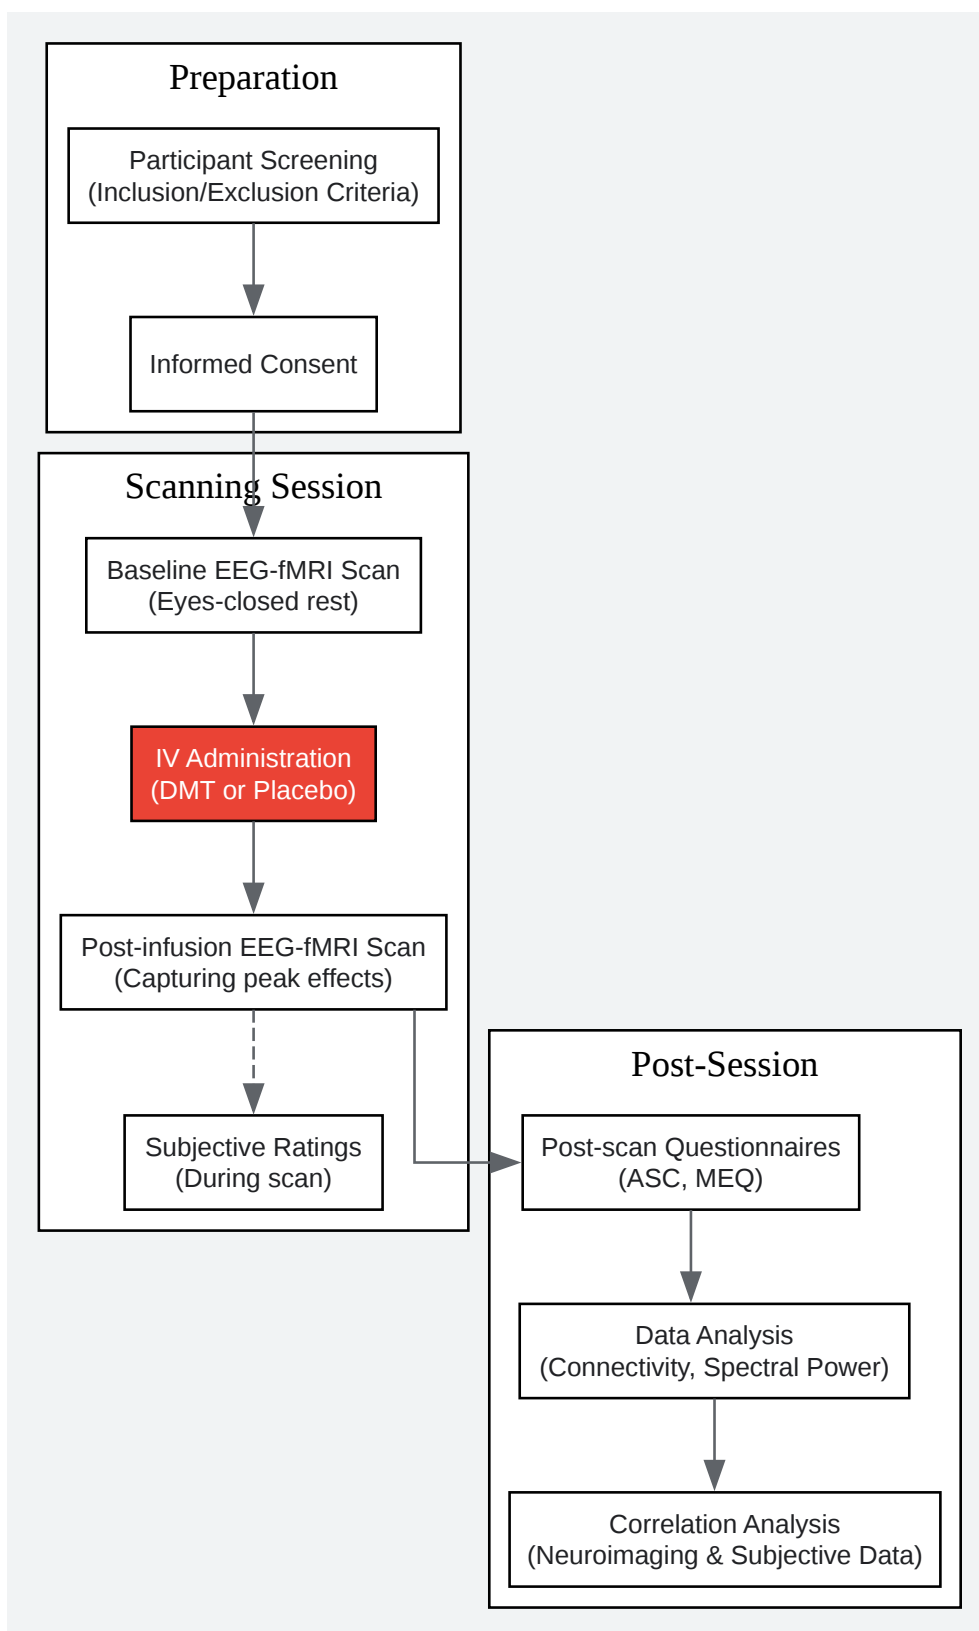 Preparation
Participant Screening
(Inclusion/Exclusion Criteria)
Informed Consent
Scanning Session
Baseline EEG-fMRI Scan
(Eyes-closed rest)
IV Administration
(DMT or Placebo)
Post-infusion EEG-fMRI Scan
(Capturing peak effects)
Subjective Ratings
(During scan)
Post-Session
Post-scan Questionnaires
(ASC, MEQ)
Data Analysis
(Connectivity, Spectral Power)
Correlation Analysis
(Neuroimaging & Subjective Data)